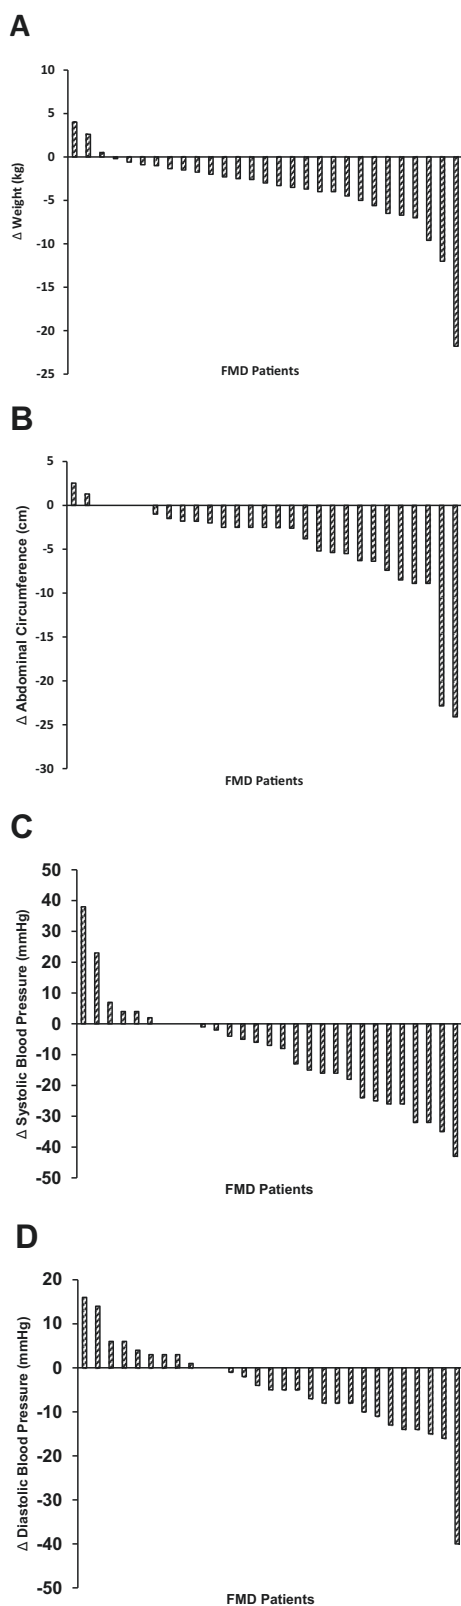 A
10
5
0
-5
-10
-15
-20
-25
Δ Weight (kg)
FMD Patients
B
5
0
-5
-10
-15
-20
-25
-30
Δ Abdominal Circumference (cm)
FMD Patients
C
50
40
30
20
10
0
-10
-20
-30
-40
-50
Δ Systolic Blood Pressure (mmHg)
FMD Patients
D
20
10
0
-10
-20
-30
-40
-50
Δ Diastolic Blood Pressure (mmHg)
FMD Patients